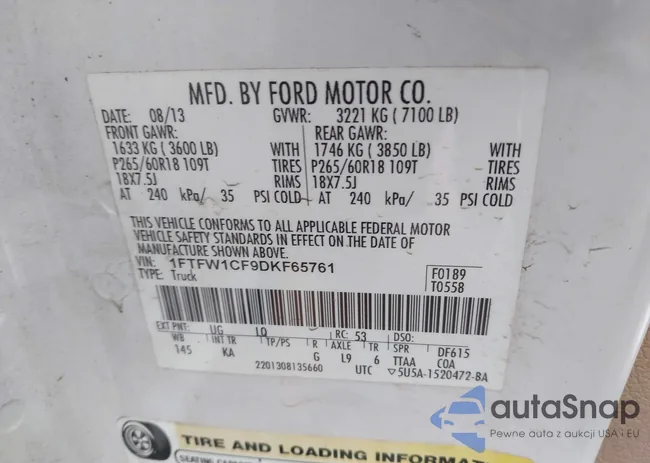 MFD. BY FORD MOTOR CO.
DATE: 08/13 GVWR: 3221 KG ( 7100 LB)
FRONT GAWR: REAR GAWR:
1633 KG ( 3600 LB) WITH 1746 KG ( 3850 LB) WITH
P265/60R18 109T TIRES P265/60R18 109T TIRES
18X7.5J RIMS 18X7.5J RIMS
AT 240 kPa/ 35 PSI COLD AT 240 kPa/ 35 PSI COLD
THIS VEHICLE CONFORMS TO ALL APPLICABLE FEDERAL MOTOR
VEHICLE SAFETY STANDARDS IN EFFECT ON THE DATE OF
MANUFACTURE SHOWN ABOVE.
VIN: 1FTFW1CF9DKF65761 F0189
TYPE: Truck T0558
EXT PNT: UG LQ RC: 53 DSO:
WB INT TR TP/PS R AXLE TR SPR DF615
145 KA G L9 6 TTAA COA
2201308135660 UTC ▽5U5A-1520472-BA
TIRE AND LOADING INFORMA
autaSnap
Pewne auta z aukcji USA i EU